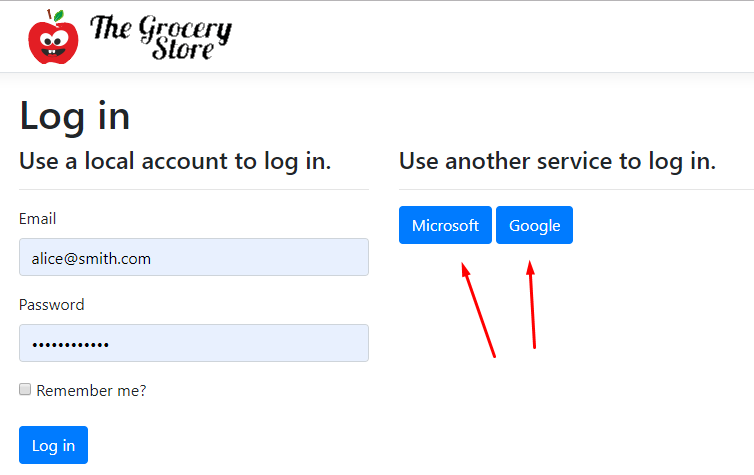 The Grocery
Store
Log in
Use a local account to log in.
Email
alice@smith.com
Password
••••••••••••
Remember me?
Log in
Use another service to log in.
Microsoft Google